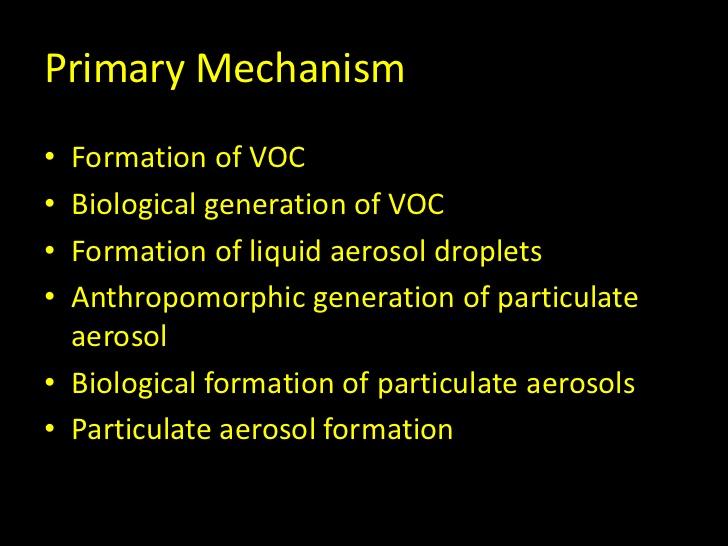 Primary Mechanism
• Formation of VOC
• Biological generation of VOC
• Formation of liquid aerosol droplets
• Anthropomorphic generation of particulate
aerosol
• Biological formation of particulate aerosols
• Particulate aerosol formation